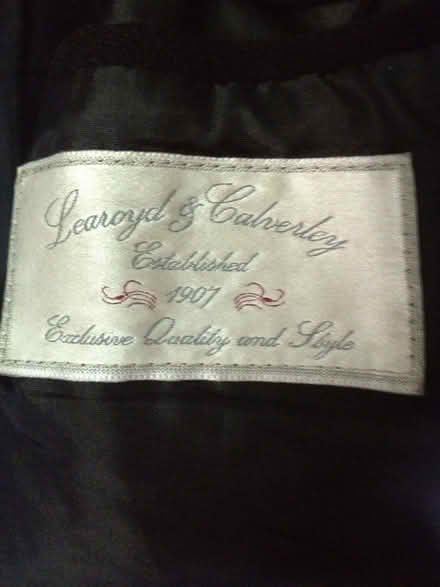 Learoyd & Calverley
Established
1907
Exclusive Quality and Style